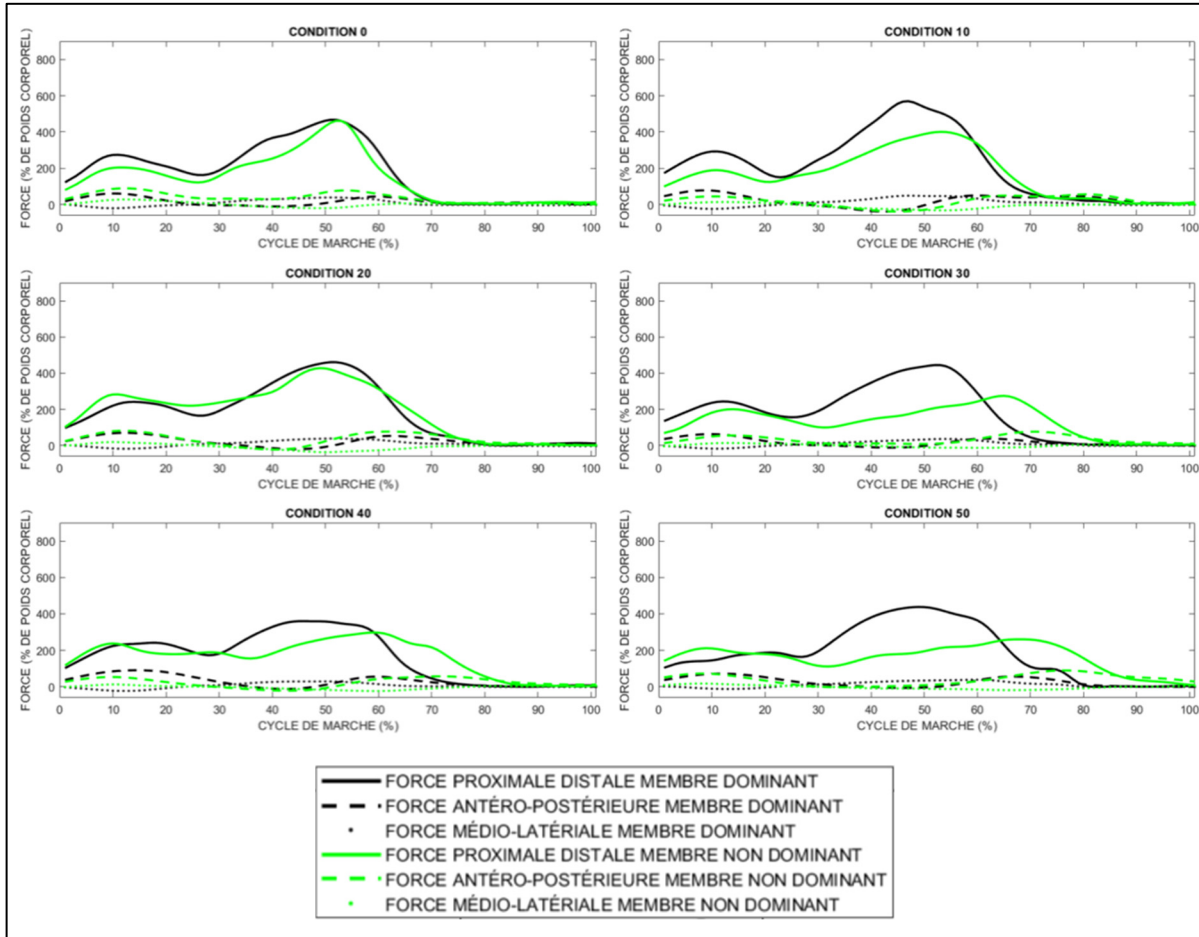 CONDITION 0
FORCE (% DE POIDS CORPOREL)
800
600
400
200
0
0 10 20 30 40 50 60 70 80 90 100
CYCLE DE MARCHE (%)
CONDITION 10
FORCE (% DE POIDS CORPOREL)
800
600
400
200
0
0 10 20 30 40 50 60 70 80 90 100
CYCLE DE MARCHE (%)
CONDITION 20
FORCE (% DE POIDS CORPOREL)
800
600
400
200
0
0 10 20 30 40 50 60 70 80 90 100
CYCLE DE MARCHE (%)
CONDITION 30
FORCE (% DE POIDS CORPOREL)
800
600
400
200
0
0 10 20 30 40 50 60 70 80 90 100
CYCLE DE MARCHE (%)
CONDITION 40
FORCE (% DE POIDS CORPOREL)
800
600
400
200
0
0 10 20 30 40 50 60 70 80 90 100
CYCLE DE MARCHE (%)
CONDITION 50
FORCE (% DE POIDS CORPOREL)
800
600
400
200
0
0 10 20 30 40 50 60 70 80 90 100
CYCLE DE MARCHE (%)
FORCE PROXIMALE DISTALE MEMBRE DOMINANT
FORCE ANTÉRO-POSTÉRIEURE MEMBRE DOMINANT
FORCE MÉDIO-LATÉRIALE MEMBRE DOMINANT
FORCE PROXIMALE DISTALE MEMBRE NON DOMINANT
FORCE ANTÉRO-POSTÉRIEURE MEMBRE NON DOMINANT
FORCE MÉDIO-LATÉRIALE MEMBRE NON DOMINANT